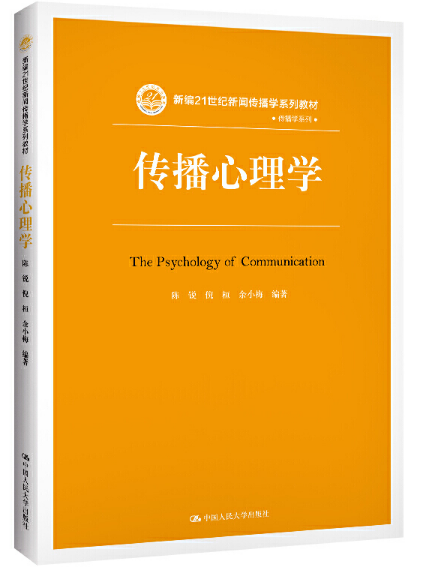 新编21世纪新闻传播学系列教材
传播心理学
陈 锐 倪 桓 余小梅 编著
中国人民大学出版社
21
新编21世纪新闻传播学系列教材
• 传播学系列 •
传播心理学
The Psychology of Communication
陈 锐 倪 桓 余小梅 编著
中国人民大学出版社